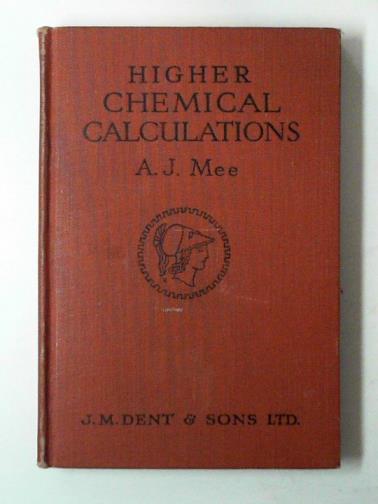 HIGHER
CHEMICAL
CALCULATIONS
A. J. Mee
J. M. DENT & SONS LTD.